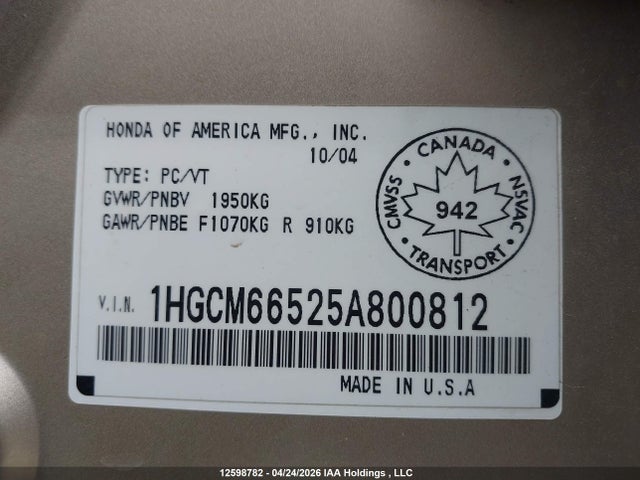 HONDA OF AMERICA MFG., INC.
10/04
TYPE: PC/VT
GVWR/PNBV 1950KG
GAWR/PNBE F1070KG R 910KG
CANADA
CMVSS
942
NSVAC
TRANSPORT
V.I.N. 1HGCM66525A800812
MADE IN U.S.A
12598782 - 04/24/2026 IAA Holdings , LLC